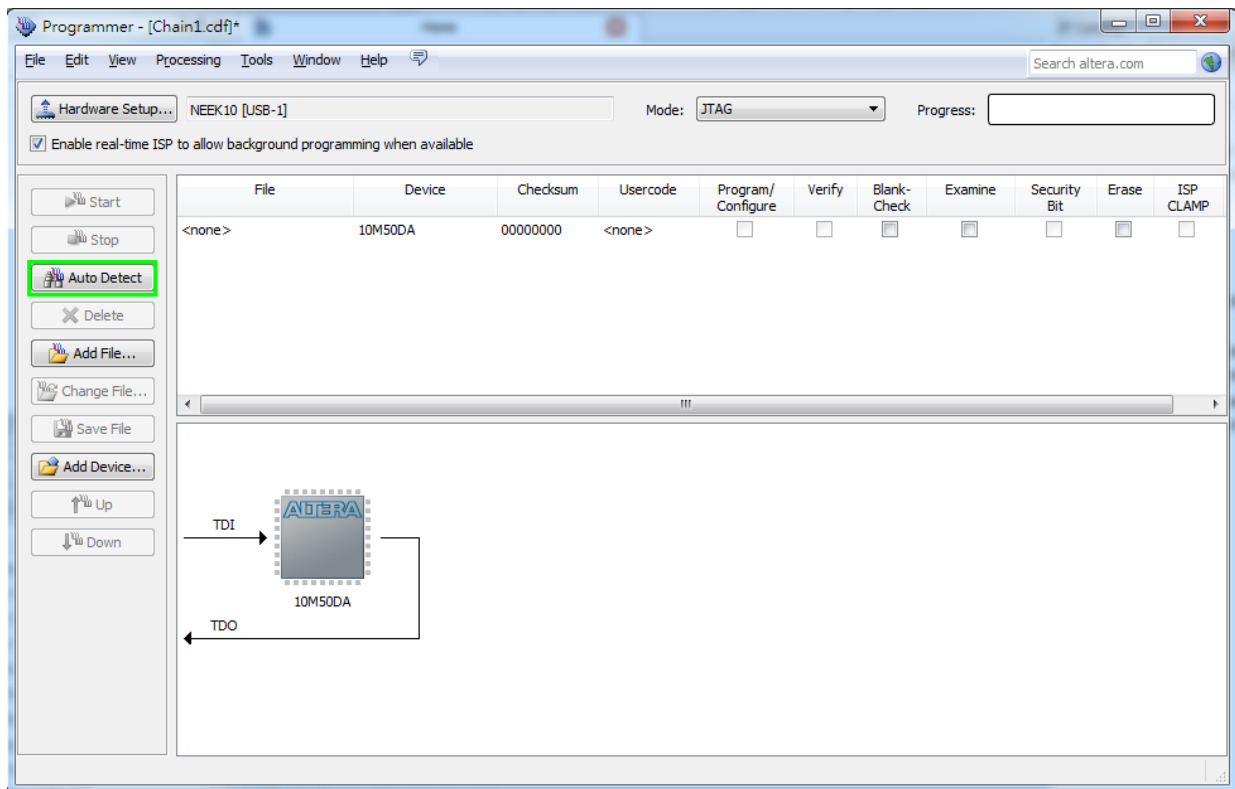 Programmer - [Chain1.cdf]*
File Edit View Processing Tools Window Help
Search altera.com
Hardware Setup... NEEK10 [USB-1] Mode: JTAG Progress:
Enable real-time ISP to allow background programming when available
Start
Stop
Auto Detect
Delete
Add File...
Change File...
Save File
Add Device...
Up
Down
File Device Checksum Usercode Program/ Configure Verify Blank- Check Examine Security Bit Erase ISP CLAMP
<none> 10M50DA 00000000 <none>
TDI
ALTERA
10M50DA
TDO